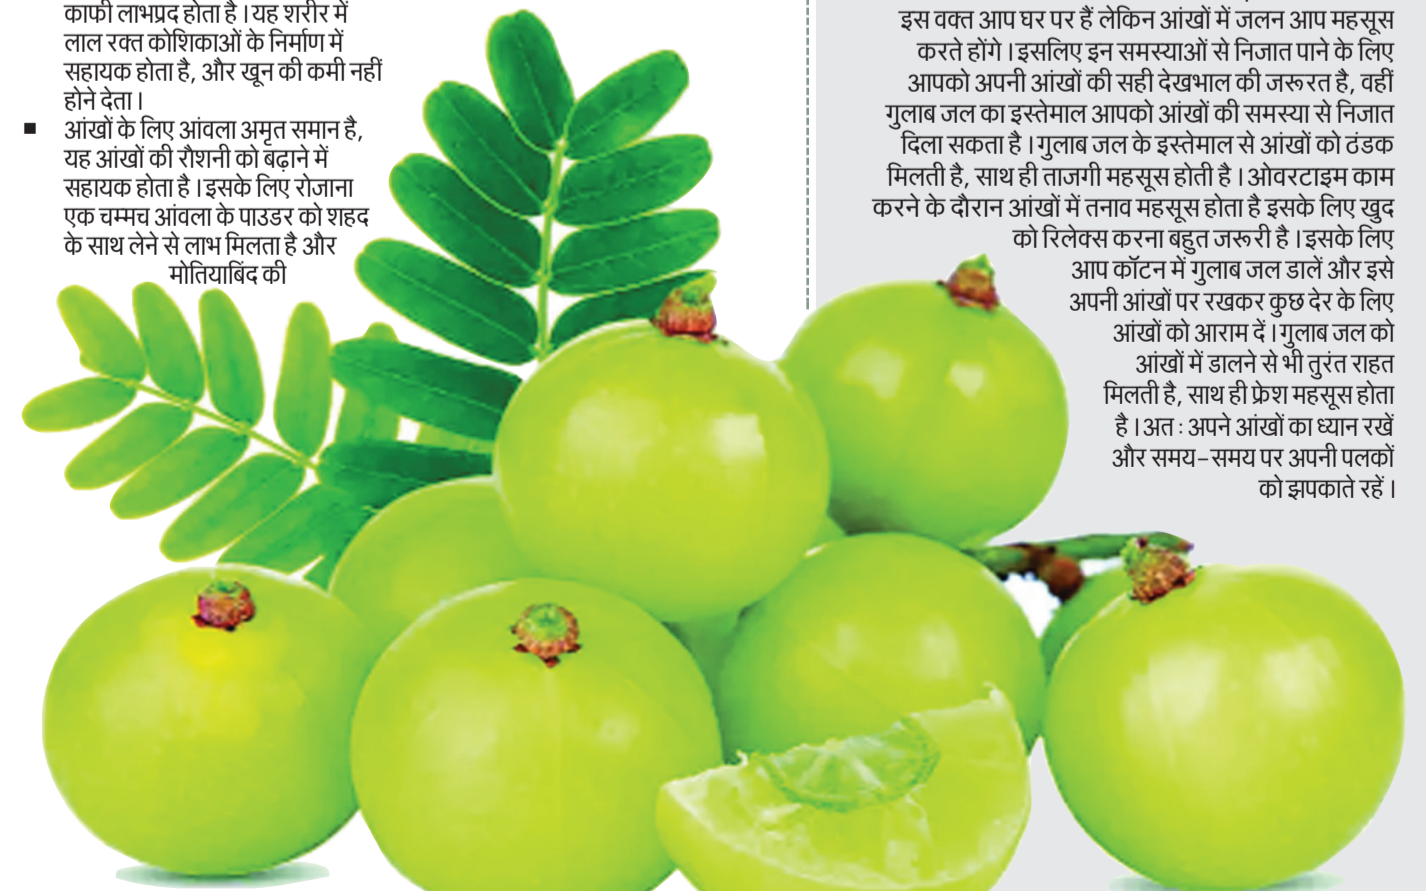 काफी लाभप्रद होता है। यह शरीर में
लाल रक्त कोशिकाओं के निर्माण में
सहायक होता है, और खून की कमी नहीं
होने देता।
■ आंखों के लिए आंवला अमृत समान है,
यह आंखों की रौशनी को बढ़ाने में
सहायक होता है। इसके लिए रोजाना
एक चम्मच आंवला के पाउडर को शहद
के साथ लेने से लाभ मिलता है और
मोतियाबिंद की
इस वक्त आप घर पर हैं लेकिन आंखों में जलन आप महसूस
करते होंगे। इसलिए इन समस्याओं से निजात पाने के लिए
आपको अपनी आंखों की सही देखभाल की जरूरत है, वहीं
गुलाब जल का इस्तेमाल आपको आंखों की समस्या से निजात
दिला सकता है। गुलाब जल के इस्तेमाल से आंखों को ठंडक
मिलती है, साथ ही ताजगी महसूस होती है। ओवरटाइम काम
करने के दौरान आंखों में तनाव महसूस होता है इसके लिए खुद
को रिलेक्स करना बहुत जरूरी है। इसके लिए
आप कॉटन में गुलाब जल डालें और इसे
अपनी आंखों पर रखकर कुछ देर के लिए
आंखों को आराम दें। गुलाब जल को
आंखों में डालने से भी तुरंत राहत
मिलती है, साथ ही फ्रेश महसूस होता
है। अत: अपने आंखों का ध्यान रखें
और समय-समय पर अपनी पलकों
को झपकाते रहें।